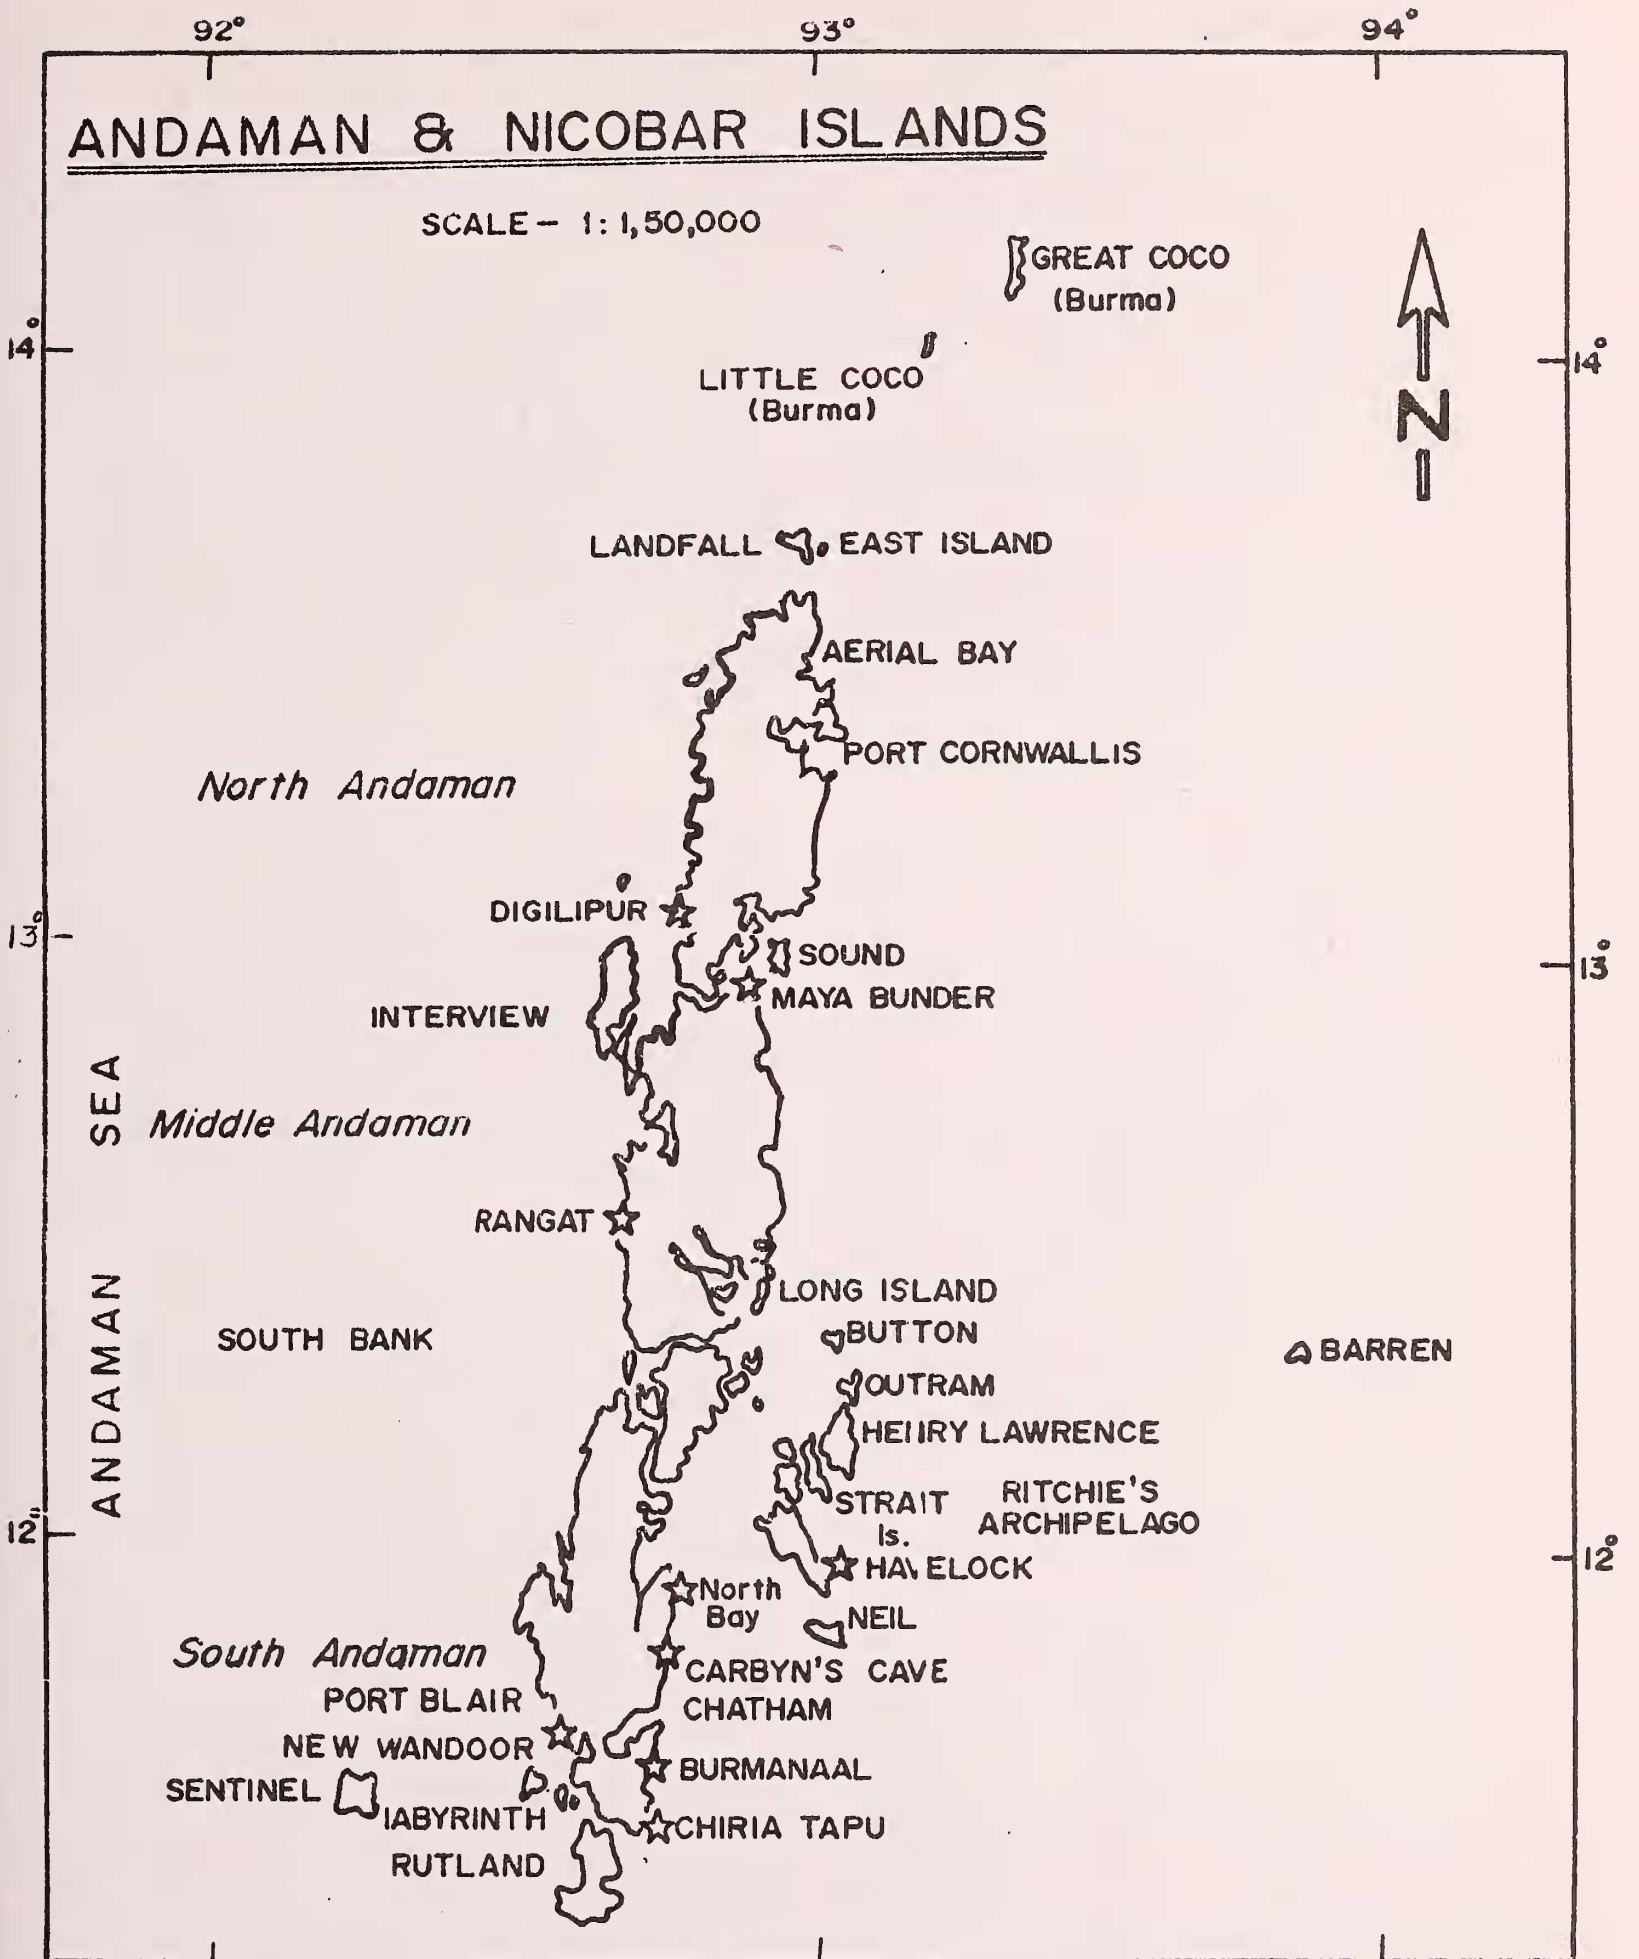 92° 93° 94°
ANDAMAN & NICOBAR ISLANDS
SCALE - 1: 1,50,000
GREAT COCO
(Burma)
14° 14°
LITTLE COCO
(Burma)
N
LANDFALL EAST ISLAND
AERIAL BAY
PORT CORNWALLIS
North Andaman
DIGILIPUR
13° 13°
SOUND
MAYA BUNDER
INTERVIEW
ANDAMAN SEA
Middle Andaman
RANGAT
LONG ISLAND
SOUTH BANK
BUTTON
BARREN
OUTRAM
HENRY LAWRENCE
STRAIT
Is.
RITCHIE'S
ARCHIPELAGO
12° 12°
HAVELOCK
North
Bay
NEIL
South Andaman
CARBYN'S CAVE
PORT BLAIR
CHATHAM
NEW WANDOOR
BURMANAAL
SENTINEL
LABYRINTH
CHIRIA TAPU
RUTLAND